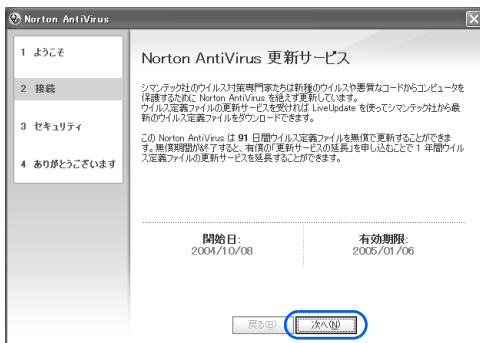 Norton AntiVirus
1 ようこそ
2 接続
3 セキュリティ
4 ありがとうございます
Norton AntiVirus 更新サービス
シマンテック社のウイルス対策専門家たちは新種のウイルスや悪質なコードからコンピュータを
保護するために Norton AntiVirus を絶えず更新しています。
ウイルス定義ファイルの更新サービスを受ければ LiveUpdate を使ってシマンテック社から最
新のウイルス定義ファイルをダウンロードできます。
この Norton AntiVirus は 91 日間ウイルス定義ファイルを無償で更新することができま
す。無償期間が終了すると、有償の「更新サービスの延長」を申し込むことで 1 年間ウイル
ス定義ファイルの更新サービスを延長することができます。
開始日:
2004/10/08
有効期限:
2005/01/06
戻る(B)
次へ(N)